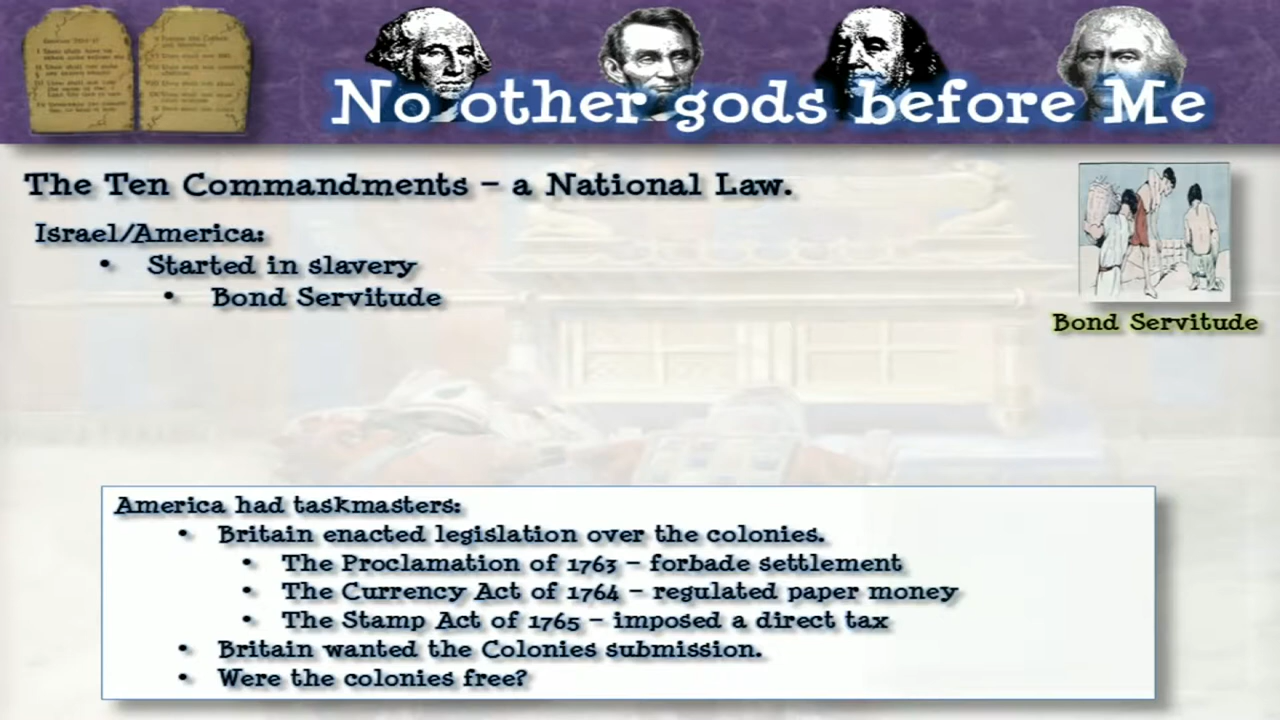 No other gods before Me
The Ten Commandments – a National Law.
Israel/America:
• Started in slavery
• Bond Servitude
Bond Servitude
America had taskmasters:
• Britain enacted legislation over the colonies.
• The Proclamation of 1763 – forbade settlement
• The Currency Act of 1764 – regulated paper money
• The Stamp Act of 1765 – imposed a direct tax
• Britain wanted the Colonies submission.
• Were the colonies free?